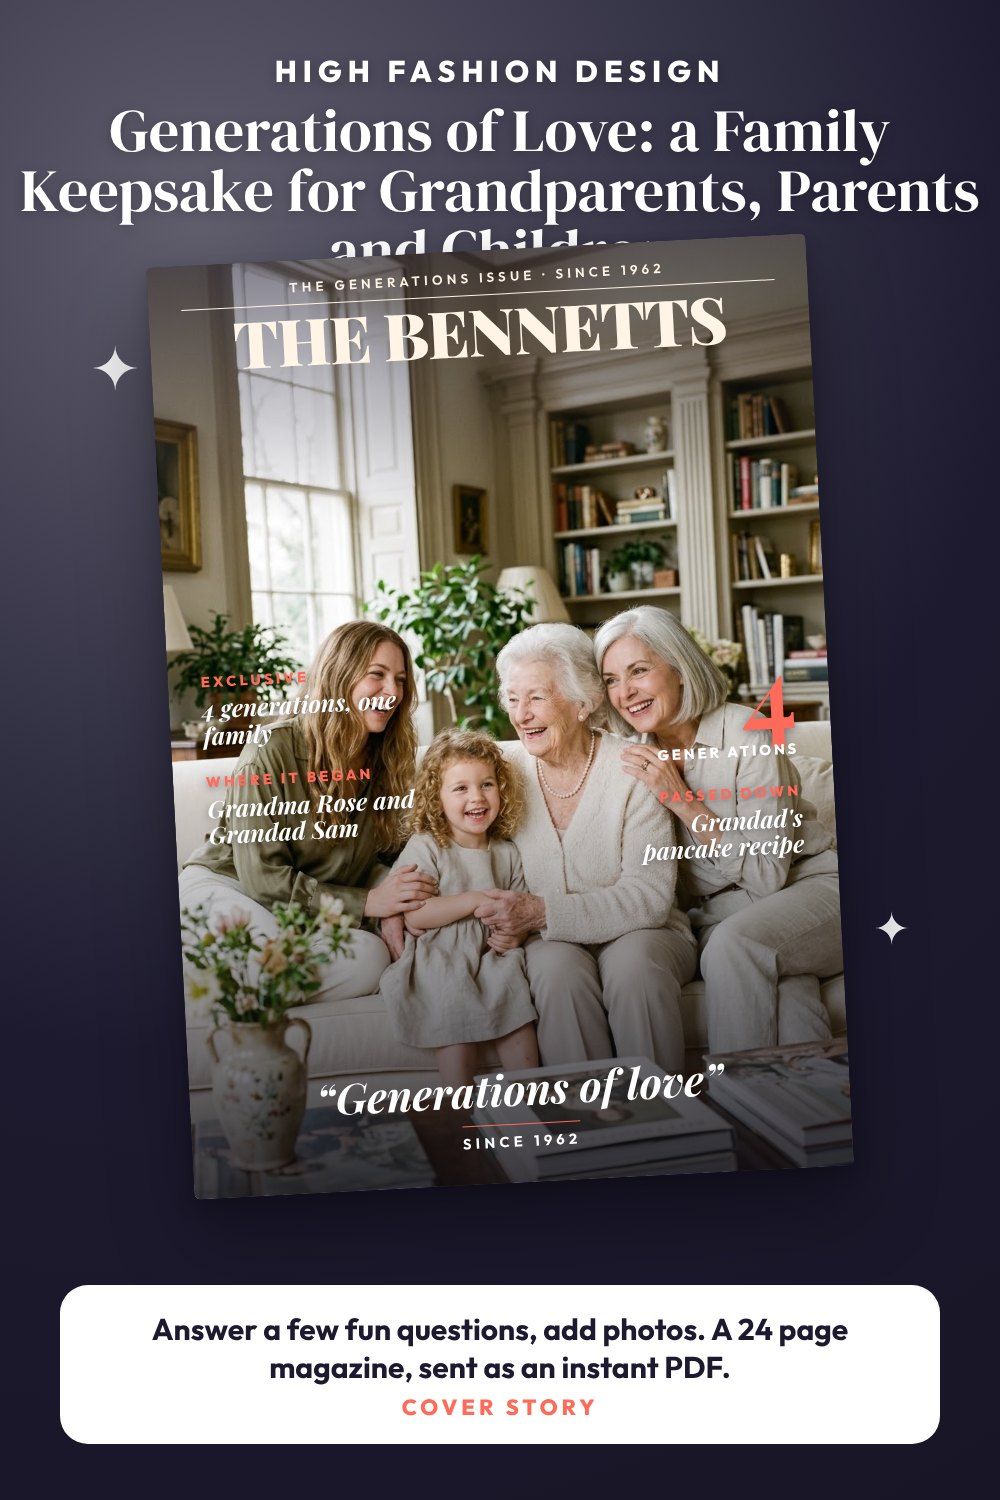 HIGH FASHION DESIGN
Generations of Love: a Family
Keepsake for Grandparents, Parents
and
THE GENERATIONS ISSUE · SINCE 1962
THE BENNETTS
EXCLUSIVE
4 generations, one
family
WHERE IT BEGAN
Grandma Rose and
Grandad Sam
4
GENERATIONS
PASSED DOWN
Grandad's
pancake recipe
“Generations of love”
SINCE 1962
Answer a few fun questions, add photos. A 24 page
magazine, sent as an instant PDF.
COVER STORY